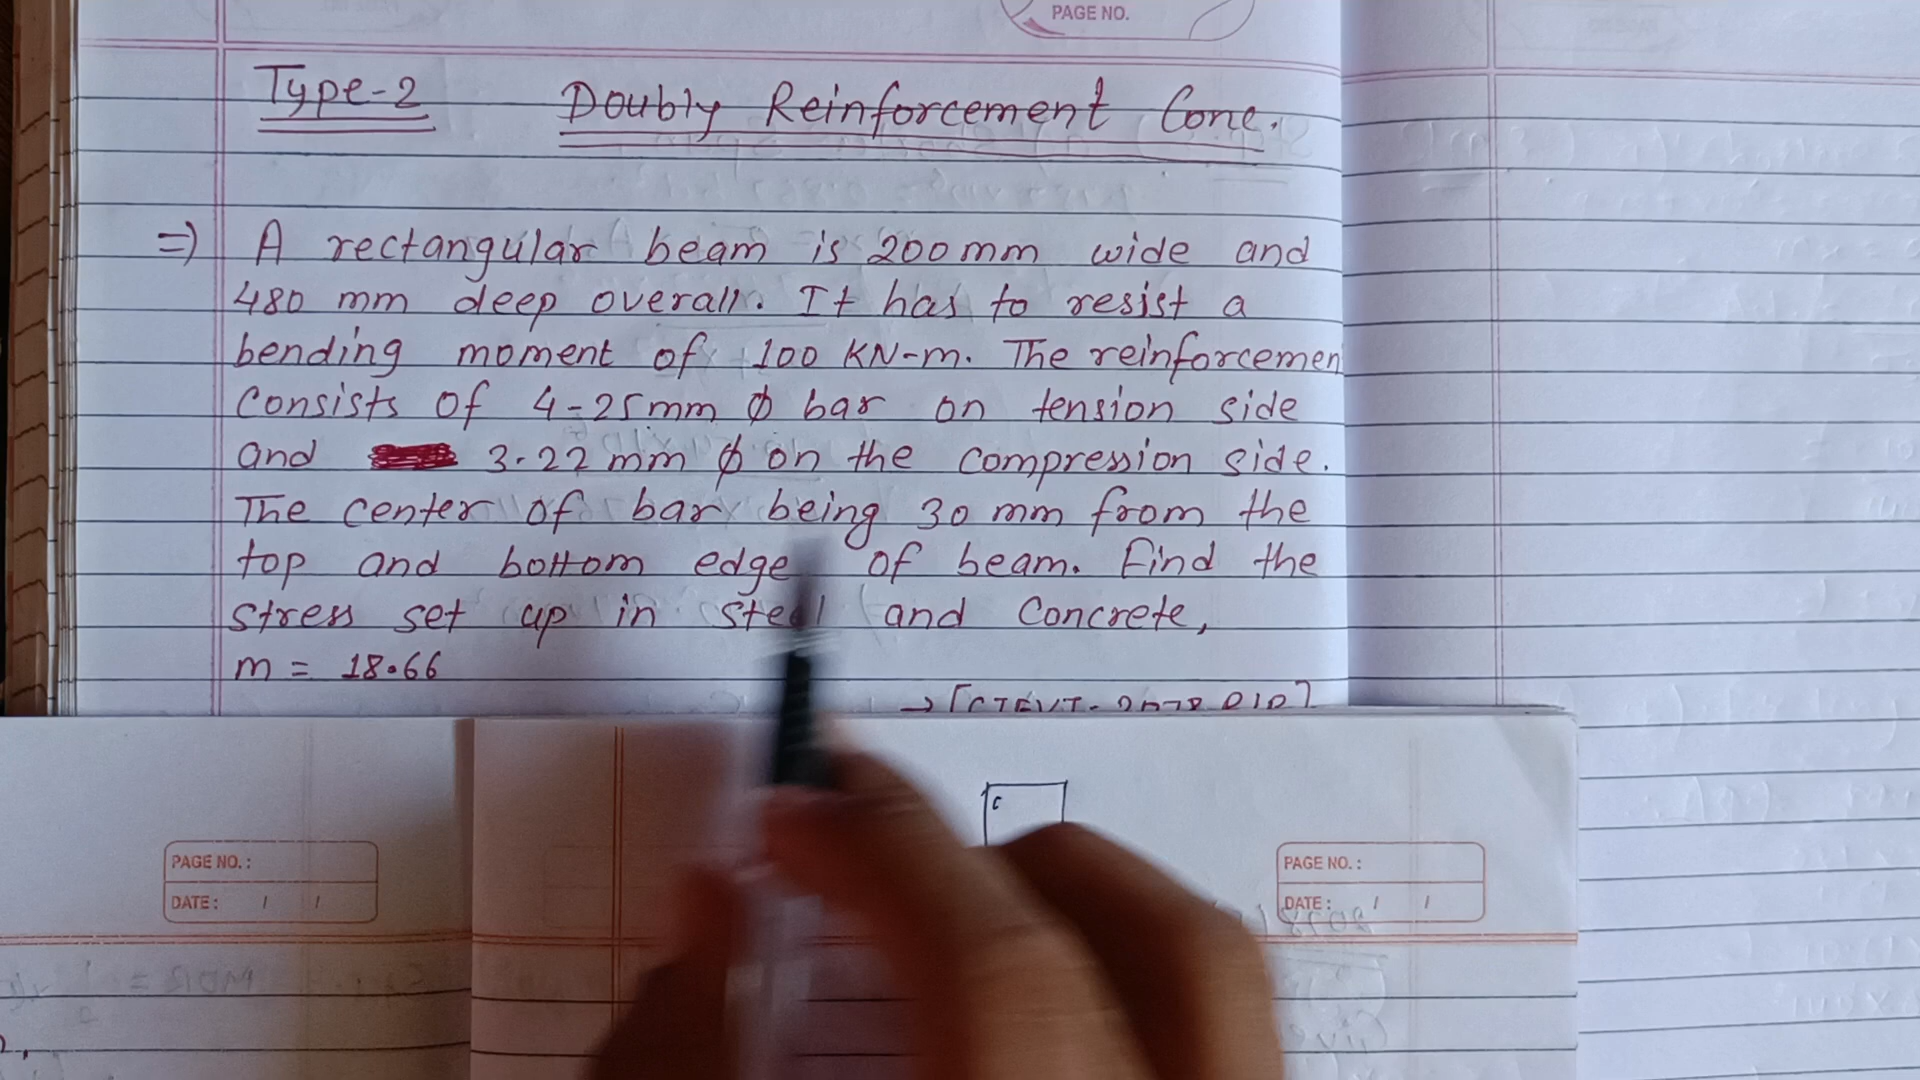 PAGE NO.
Type-2 Doubly Reinforcement Conc.
=) A rectangular beam is 200mm wide and
480 mm deep overall. It has to resist a
bending moment of 100 KN-m. The reinforcemen
Consists of 4-25mm ϕ bar on tension side
and 3-22 mm ϕ on the compression side.
The center of bar being 30 mm from the
top and bottom edge of beam. Find the
stress set up in steel and Concrete,
m = 18.66
PAGE NO.:
DATE: / /
c
PAGE NO.:
DATE: / /